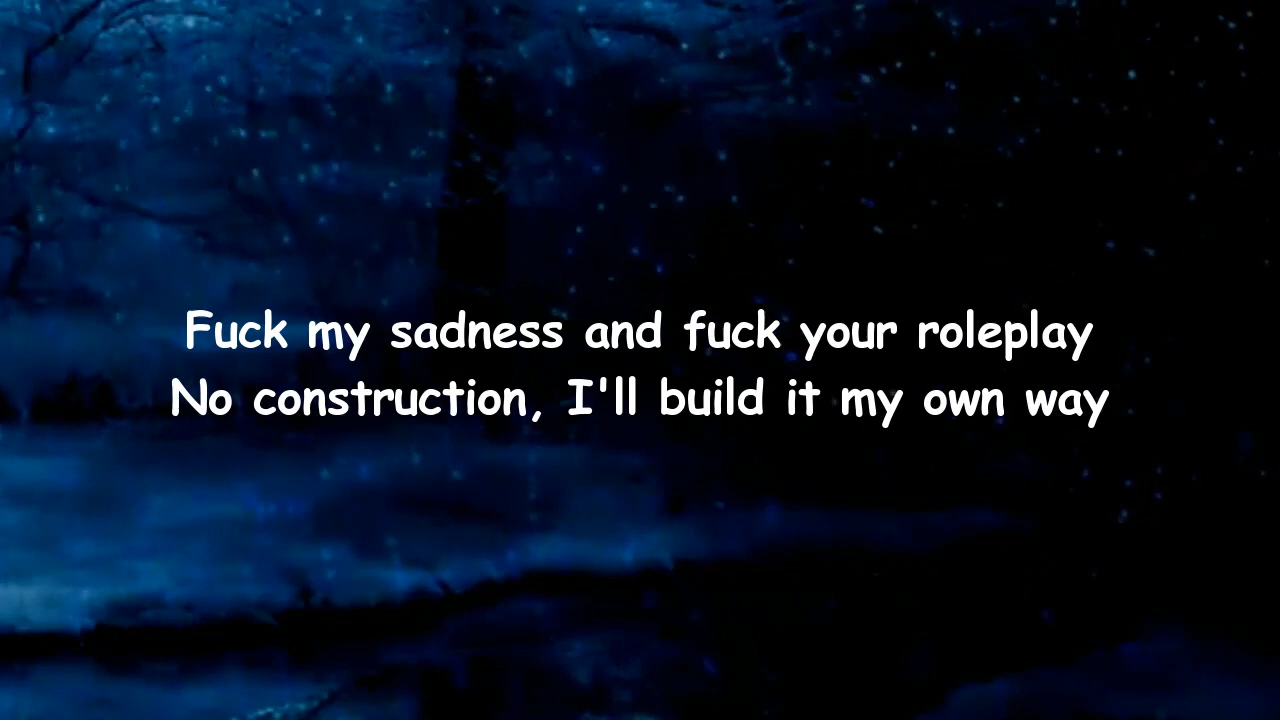 Fuck my sadness and fuck your roleplay
No construction, I'll build it my own way